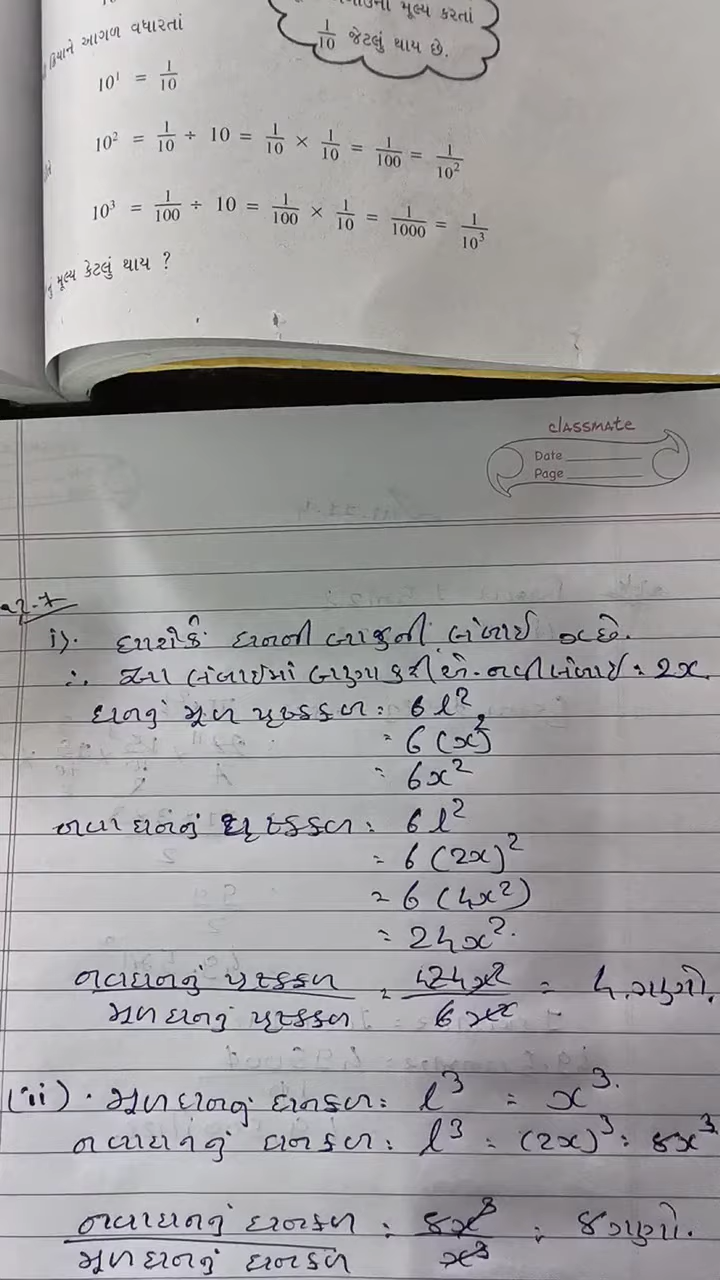 મૂલ્ય કરતાં
ક્રિયાને આગળ વધારતાં
1/10 જેટલું થાય છે.
10¹ = 1/10
10² = 1/10 ÷ 10 = 1/10 × 1/10 = 1/100 = 1/10²
10³ = 1/100 ÷ 10 = 1/100 × 1/10 = 1/1000 = 1/10³
મૂલ્ય કેટલું થાય ?
classmate
Date
Page
i). ધારોકે ઘનની બાજુની લંબાઈ x છે.
∴ લંબાઈમાં બમણા કરીએ નવી લંબાઈ = 2x.
ઘનનું મૂળ પૃષ્ઠફળ = 6l²
= 6(x)²
= 6x²
નવા ઘનનું પૃષ્ઠફળ = 6l²
= 6(2x)²
= 6(4x²)
= 24x².
નવાઘનનું પૃષ્ઠફળ / મૂળઘનનું પૃષ્ઠફળ = 24x² / 6x² = 4 ગણો.
(ii). મૂળઘનનું ઘનફળ = l³ = x³.
નવાઘનનું ઘનફળ = l³ = (2x)³ = 8x³
નવાઘનનું ઘનફળ / મૂળઘનનું ઘનફળ = 8x³ / x³ = 8 ગણો.